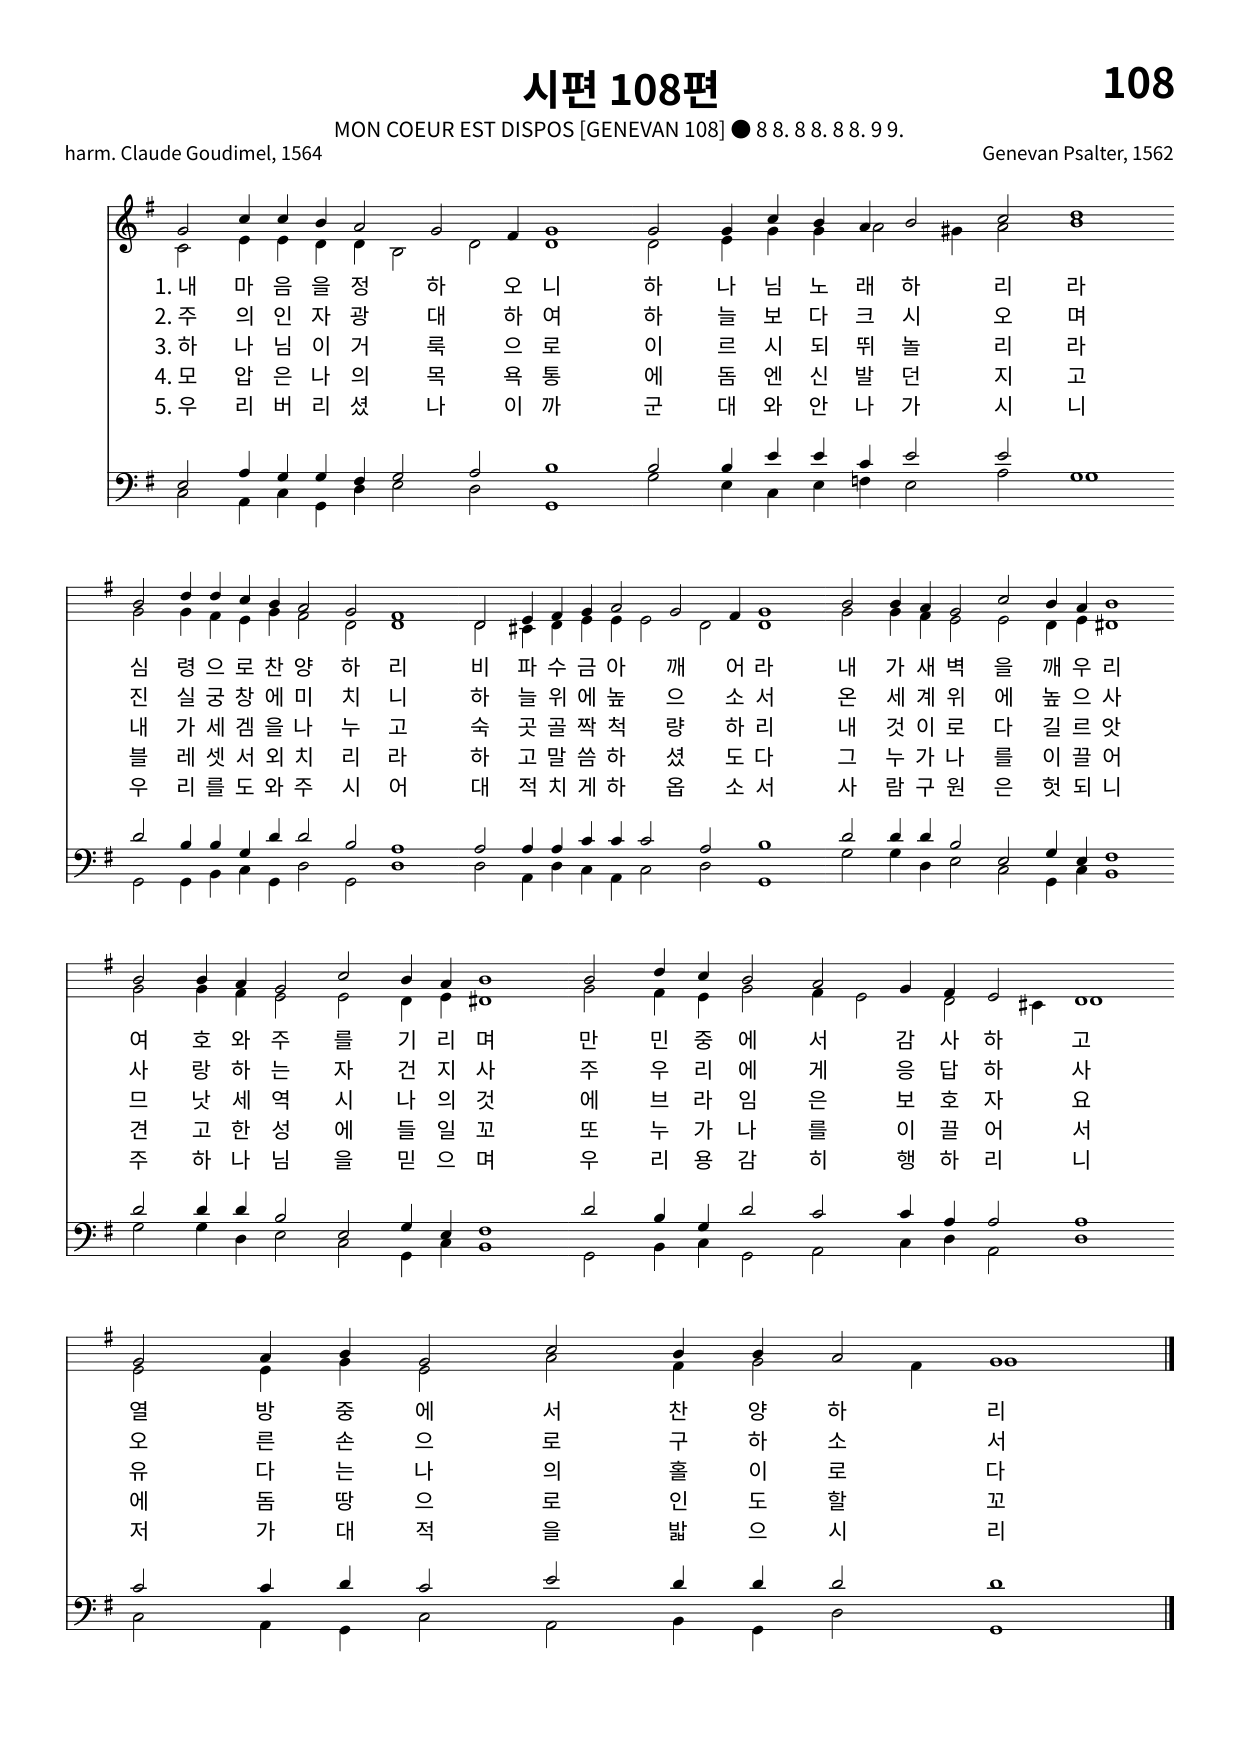 시편 108편
108
MON COEUR EST DISPOS [GENEVAN 108] ● 8 8. 8 8. 8 8. 9 9.
harm. Claude Goudimel, 1564
Genevan Psalter, 1562
1. 내 마 음 을 정 하 오 니 하 나 님 노 래 하 리 라
2. 주 의 인 자 광 대 하 여 하 늘 보 다 크 시 오 며
3. 하 나 님 이 거 룩 으 로 이 르 시 되 뛰 놀 리 라
4. 모 압 은 나 의 목 욕 통 에 돔 엔 신 발 던 지 고
5. 우 리 버 리 셨 나 이 까 군 대 와 안 나 가 시 니
심 령 으 로 찬 양 하 리 비 파 수 금 아 깨 어 라 내 가 새 벽 을 깨 우 리
진 실 궁 창 에 미 치 니 하 늘 위 에 높 으 소 서 온 세 계 위 에 높 으 사
내 가 세 겜 을 나 누 고 숙 곳 골 짝 척 량 하 리 내 것 이 로 다 길 르 앗
블 레 셋 서 외 치 리 라 하 고 말 씀 하 셨 도 다 그 누 가 나 를 이 끌 어
우 리 를 도 와 주 시 어 대 적 치 게 하 옵 소 서 사 람 구 원 은 헛 되 니
여 호 와 주 를 기 리 며 만 민 중 에 서 감 사 하 고
사 랑 하 는 자 건 지 사 주 우 리 에 게 응 답 하 사
므 낫 세 역 시 나 의 것 에 브 라 임 은 보 호 자 요
견 고 한 성 에 들 일 꼬 또 누 가 나 를 이 끌 어 서
주 하 나 님 을 믿 으 며 우 리 용 감 히 행 하 리 니
열 방 중 에 서 찬 양 하 리
오 른 손 으 로 구 하 소 서
유 다 는 나 의 홀 이 로 다
에 돔 땅 으 로 인 도 할 꼬
저 가 대 적 을 밟 으 시 리